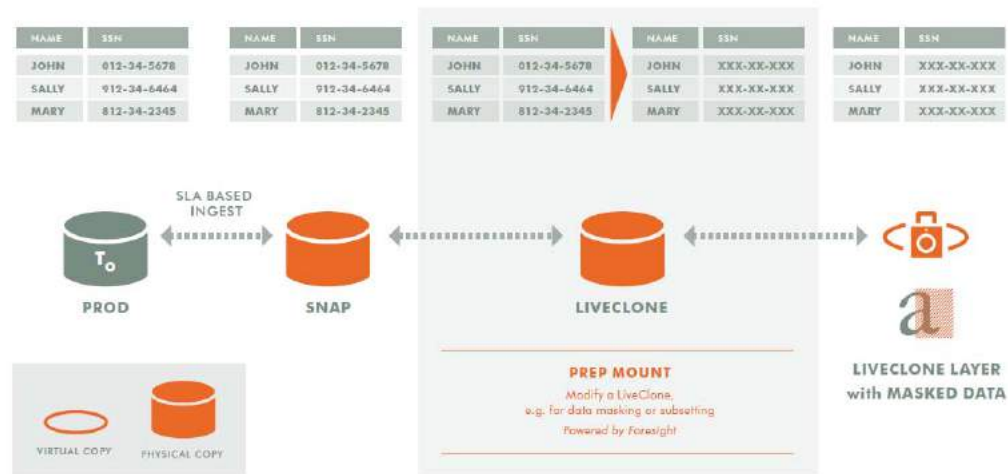 NAME SSN
JOHN 012-34-5678
SALLY 912-34-6464
MARY 812-34-2345
NAME SSN
JOHN 012-34-5678
SALLY 912-34-6464
MARY 812-34-2345
NAME SSN
JOHN 012-34-5678
SALLY 912-34-6464
MARY 812-34-2345
NAME SSN
JOHN XXX-XX-XXX
SALLY XXX-XX-XXX
MARY XXX-XX-XXX
NAME SSN
JOHN XXX-XX-XXX
SALLY XXX-XX-XXX
MARY XXX-XX-XXX
SLA BASED
INGEST
To
PROD
SNAP
LIVECLONE
a
LIVECLONE LAYER
with MASKED DATA
PREP MOUNT
Modify a LiveClone,
e.g. for data masking or subsetting
Powered by Foresight
VIRTUAL COPY
PHYSICAL COPY